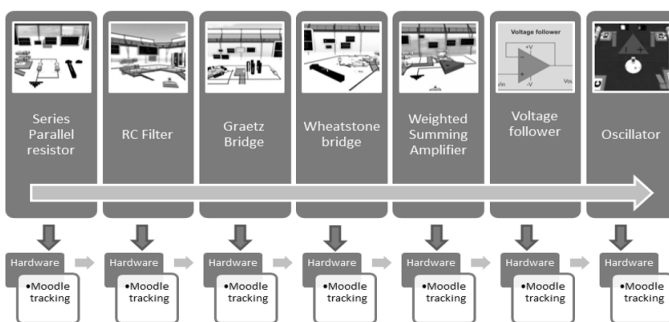 Voltage follower
+V
-V
Series
Parallel
resistor
RC Filter
Graetz
Bridge
Wheatstone
bridge
Weighted
Summing
Amplifier
Voltage
follower
Oscillator
Hardware
•Moodle
tracking
Hardware
•Moodle
tracking
Hardware
•Moodle
tracking
Hardware
•Moodle
tracking
Hardware
•Moodle
tracking
Hardware
•Moodle
tracking
Hardware
•Moodle
tracking